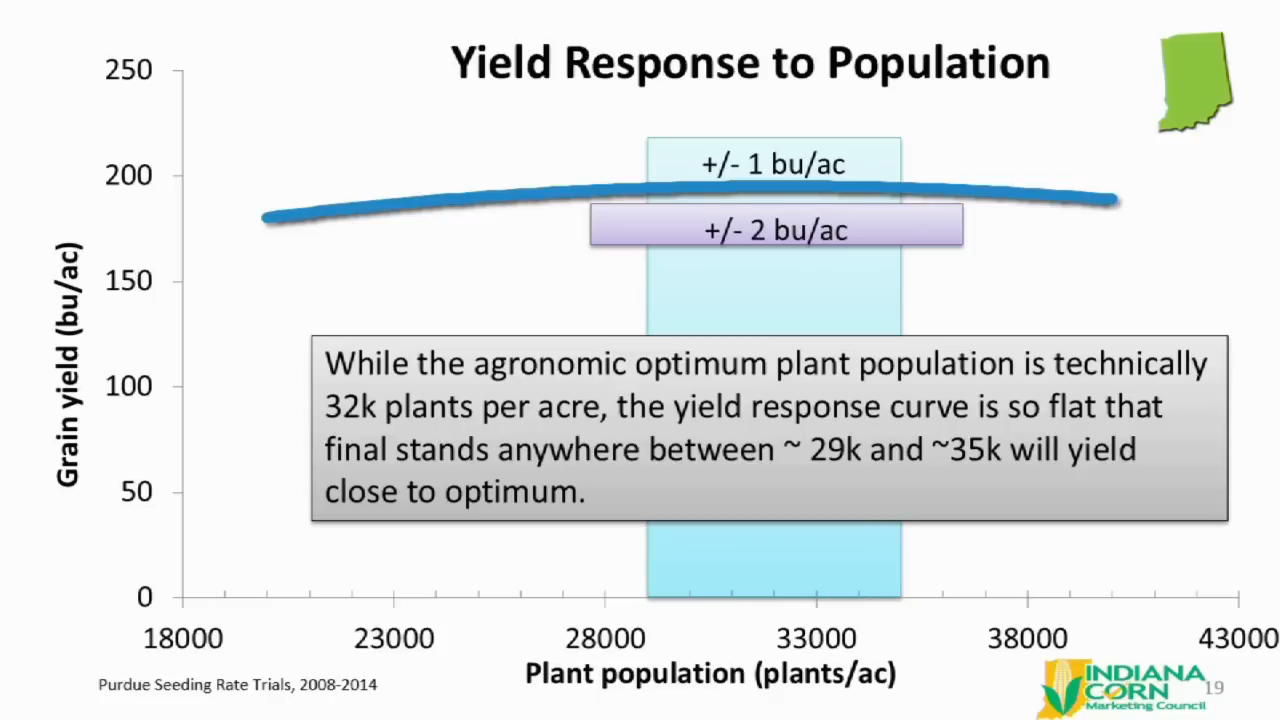 Yield Response to Population
250
200
150
100
50
0
Grain yield (bu/ac)
+/- 1 bu/ac
+/- 2 bu/ac
While the agronomic optimum plant population is technically
32k plants per acre, the yield response curve is so flat that
final stands anywhere between ~ 29k and ~35k will yield
close to optimum.
18000 23000 28000 33000 38000 43000
Plant population (plants/ac)
Purdue Seeding Rate Trials, 2008-2014
INDIANA
CORN
Marketing Council
19